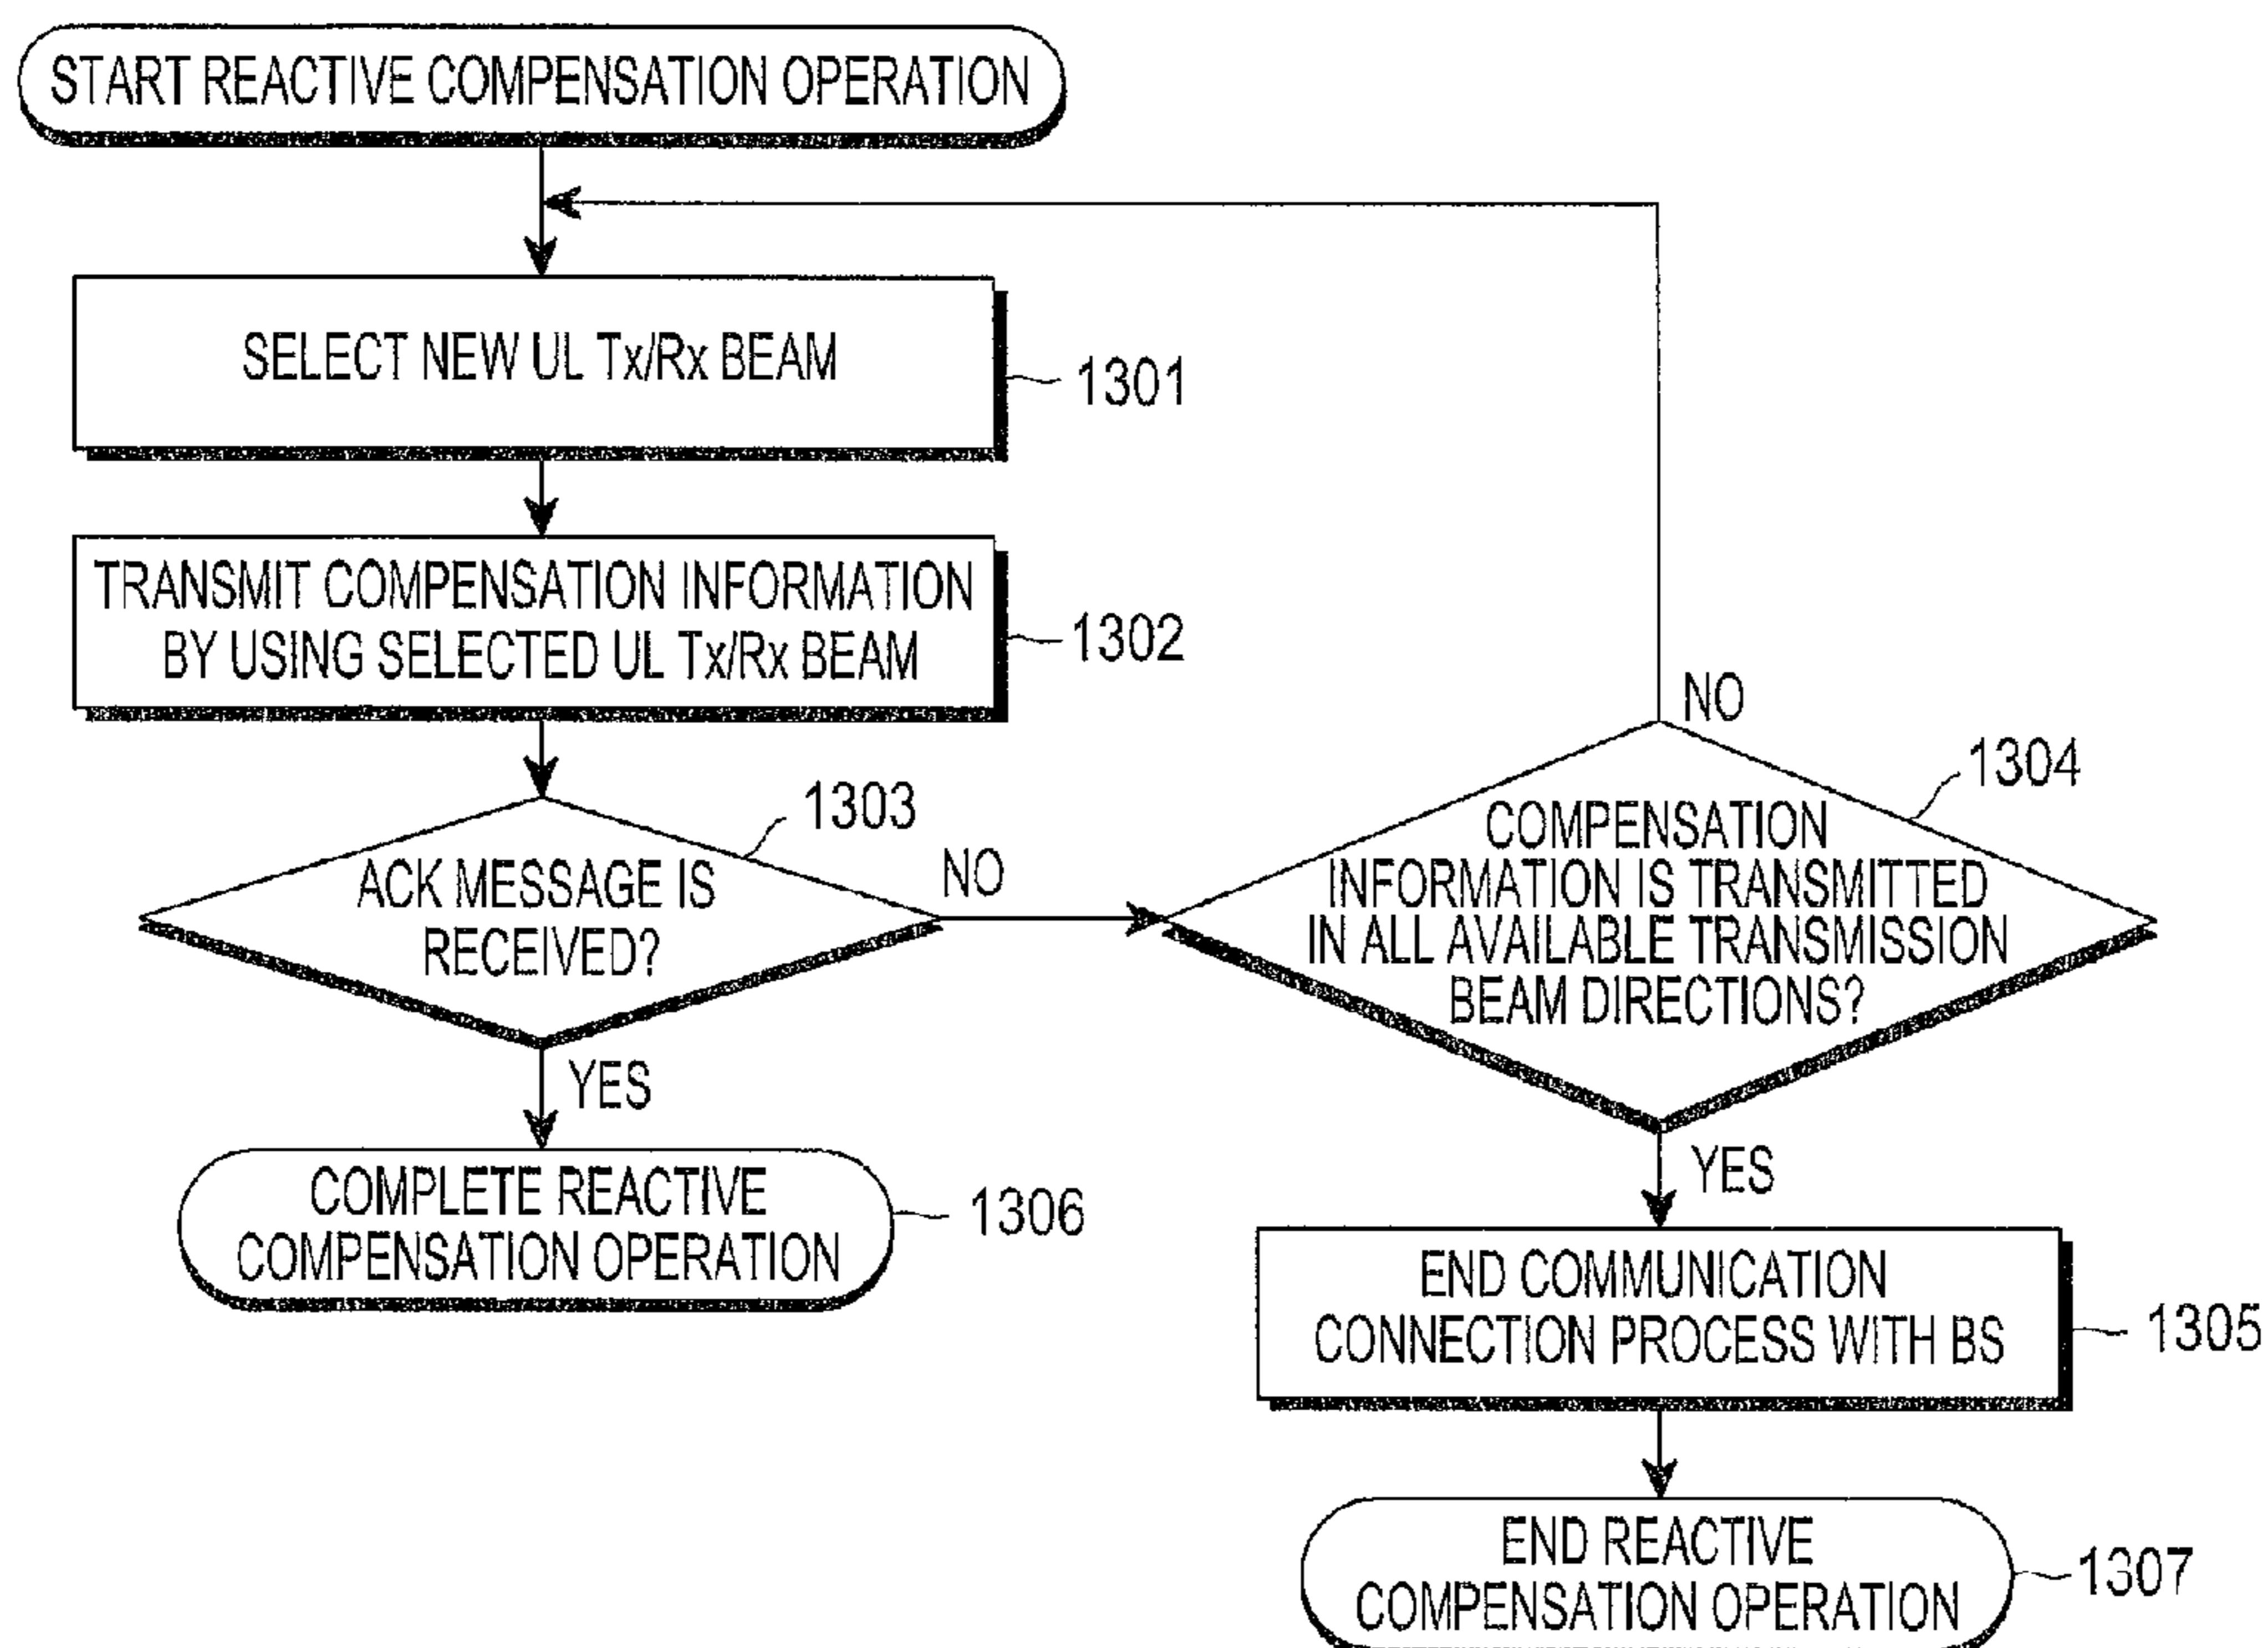 START REACTIVE COMPENSATION OPERATION
SELECT NEW UL Tx/Rx BEAM
1301
TRANSMIT COMPENSATION INFORMATION
BY USING SELECTED UL Tx/Rx BEAM
1302
ACK MESSAGE IS
RECEIVED?
1303
NO
YES
COMPENSATION
INFORMATION IS TRANSMITTED
IN ALL AVAILABLE TRANSMISSION
BEAM DIRECTIONS?
1304
NO
YES
COMPLETE REACTIVE
COMPENSATION OPERATION
1306
END COMMUNICATION
CONNECTION PROCESS WITH BS
1305
END REACTIVE
COMPENSATION OPERATION
1307